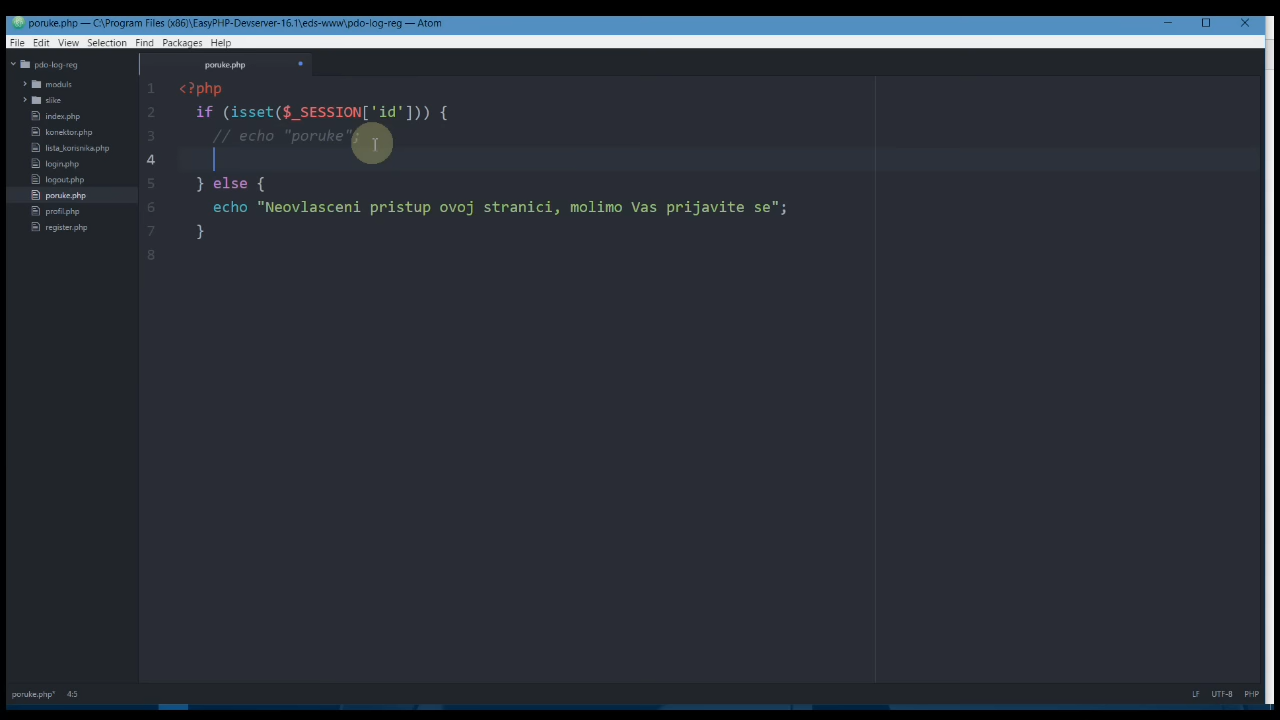 poruke.php — C:\Program Files (x86)\EasyPHP-Devserver-16.1\eds-www\pdo-log-reg — Atom
File Edit View Selection Find Packages Help
pdo-log-reg
moduls
slike
index.php
konektor.php
lista_korisnika.php
login.php
logout.php
poruke.php
profil.php
register.php
poruke.php
1 <?php
2 if (isset($_SESSION['id'])) {
3 // echo "poruke";
4
5 } else {
6 echo "Neovlasceni pristup ovoj stranici, molimo Vas prijavite se";
7 }
8
poruke.php* 4:5 LF UTF-8 PHP